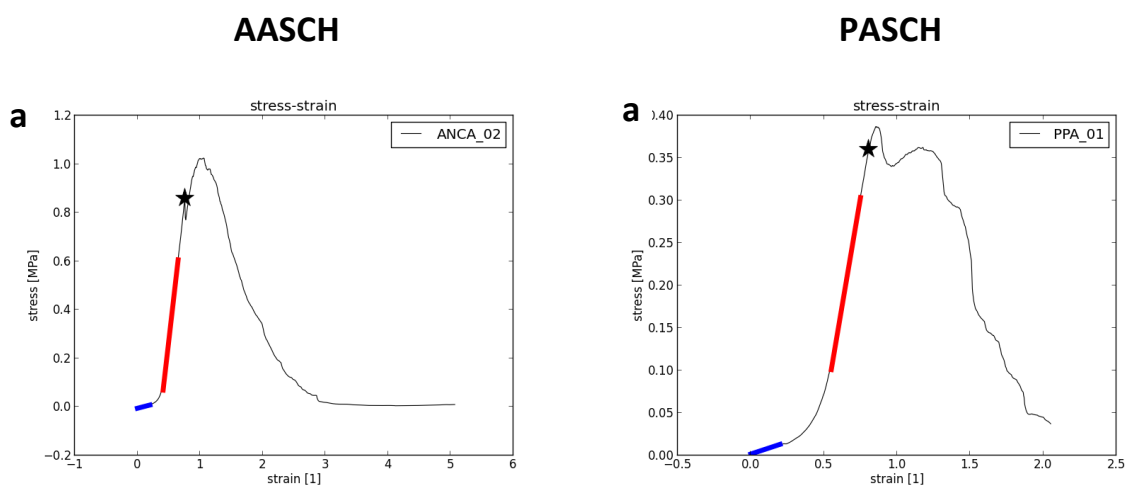 AASCH
PASCH
a
stress-strain
ANCA_02
1.2
1.0
0.8
0.6
0.4
0.2
0.0
−0.2
stress [MPa]
−1
0
1
2
3
4
5
6
strain [1]
a
stress-strain
PPA_01
).40
0.35
0.30
0.25
0.20
0.15
0.10
0.05
0.00
stress [MPa]
−0.5
0.0
0.5
1.0
1.5
2.0
2.5
strain [1]